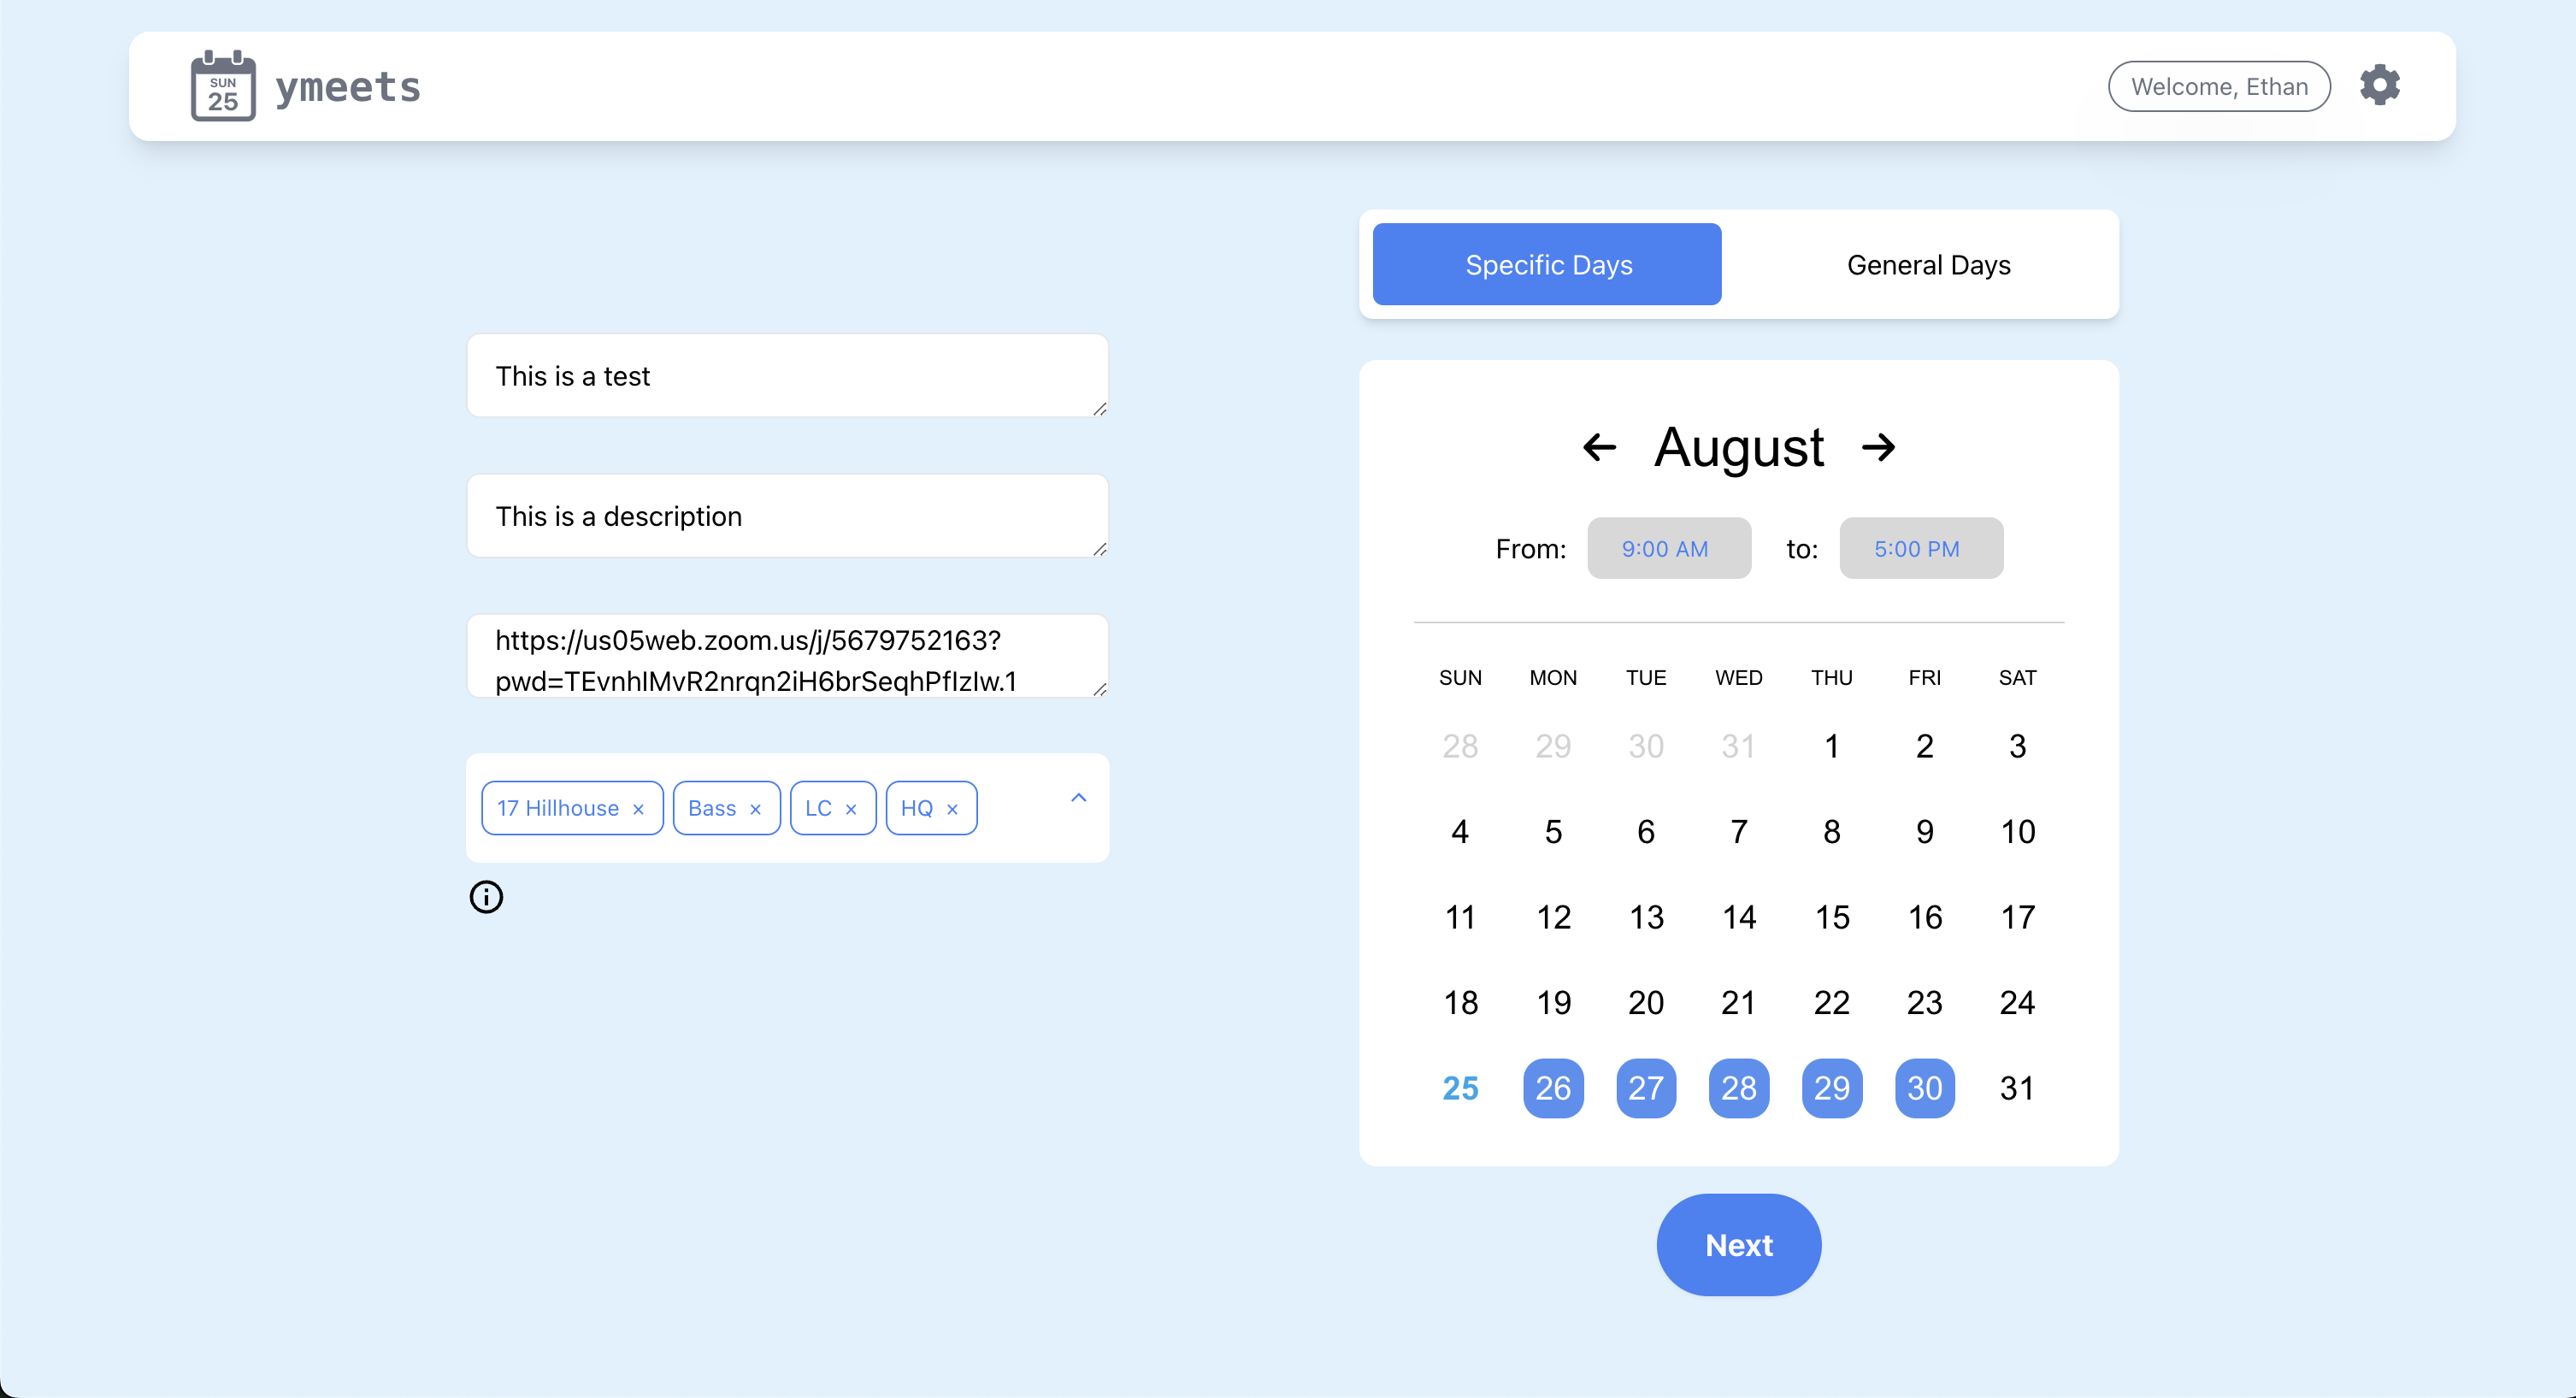 SUN
25
ymeets
Welcome, Ethan
This is a test
This is a description
https://us05web.zoom.us/j/5679752163?
pwd=TEvnhIMvR2nrqn2iH6brSeqhPfIzIw.1
17 Hillhouse × Bass × LC × HQ ×
Specific Days General Days
August
From: 9:00 AM to: 5:00 PM
SUN MON TUE WED THU FRI SAT
28 29 30 31 1 2 3
4 5 6 7 8 9 10
11 12 13 14 15 16 17
18 19 20 21 22 23 24
25 26 27 28 29 30 31
Next